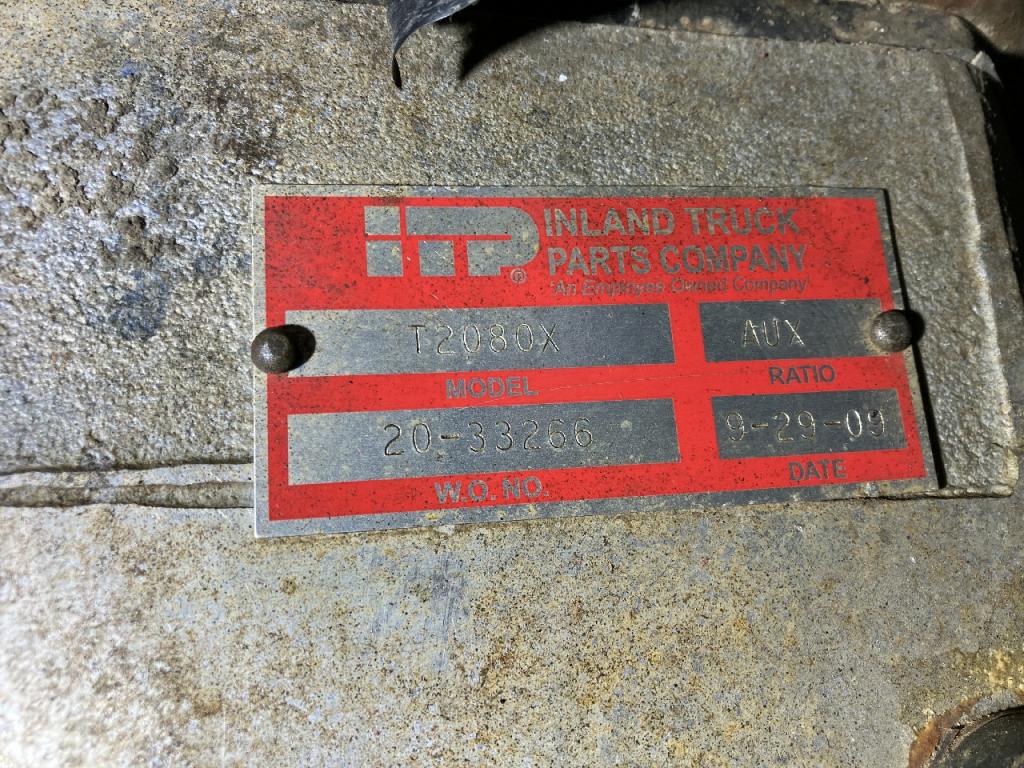 ITP® INLAND TRUCK
PARTS COMPANY
"An Employee Owned Company"
T2080X AUX
MODEL RATIO
20-33266 9-29-09
W.O. NO. DATE